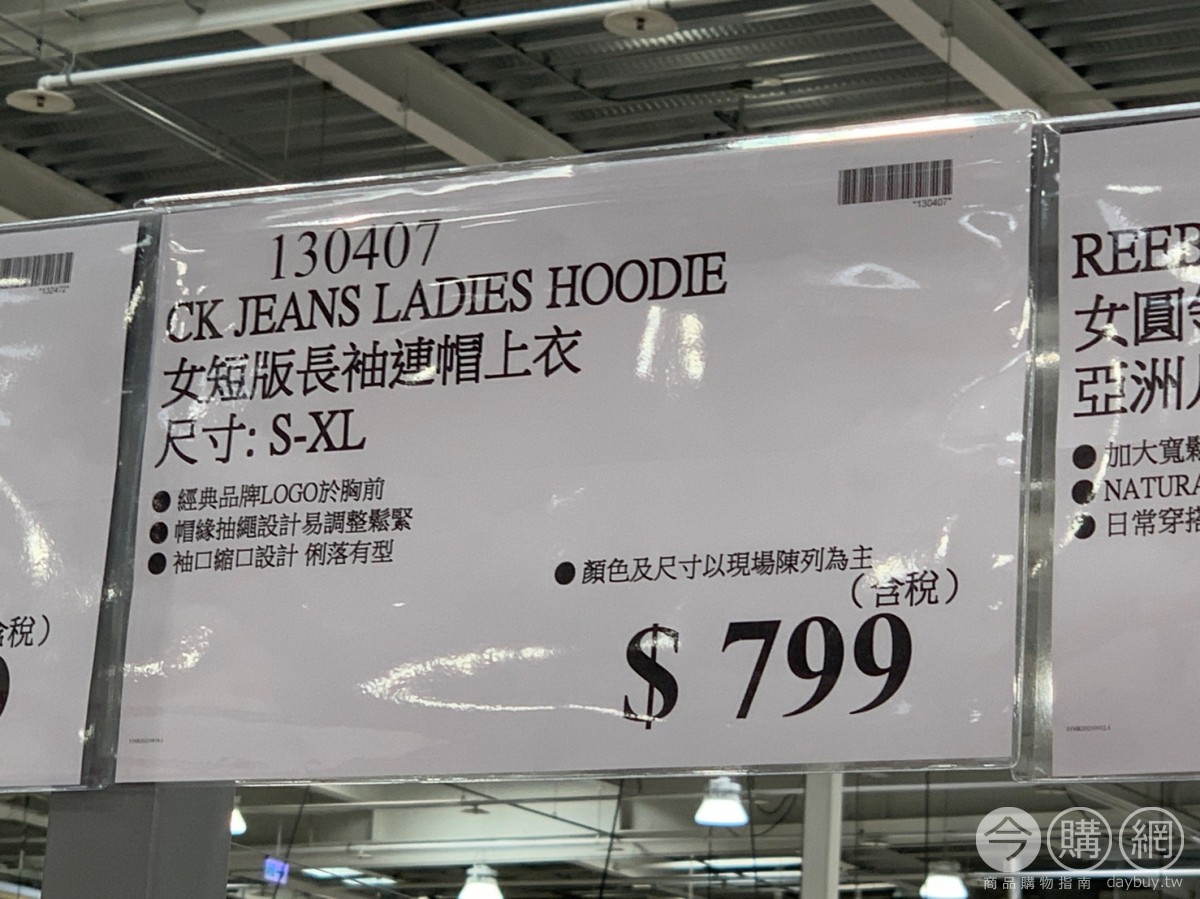 "132472"
含稅）
130407
"130407"
CK JEANS LADIES HOODIE
女短版長袖連帽上衣
尺寸: S-XL
●經典品牌LOGO於胸前
●帽緣抽繩設計易調整鬆緊
●袖口縮口設計 俐落有型
●顏色及尺寸以現場陳列為主
（含稅）
$ 799
REEB
女圓
亞洲
●加大寬鬆
●NATURA
●日常穿搭
今購網
商品購物指南 daybuy.tw